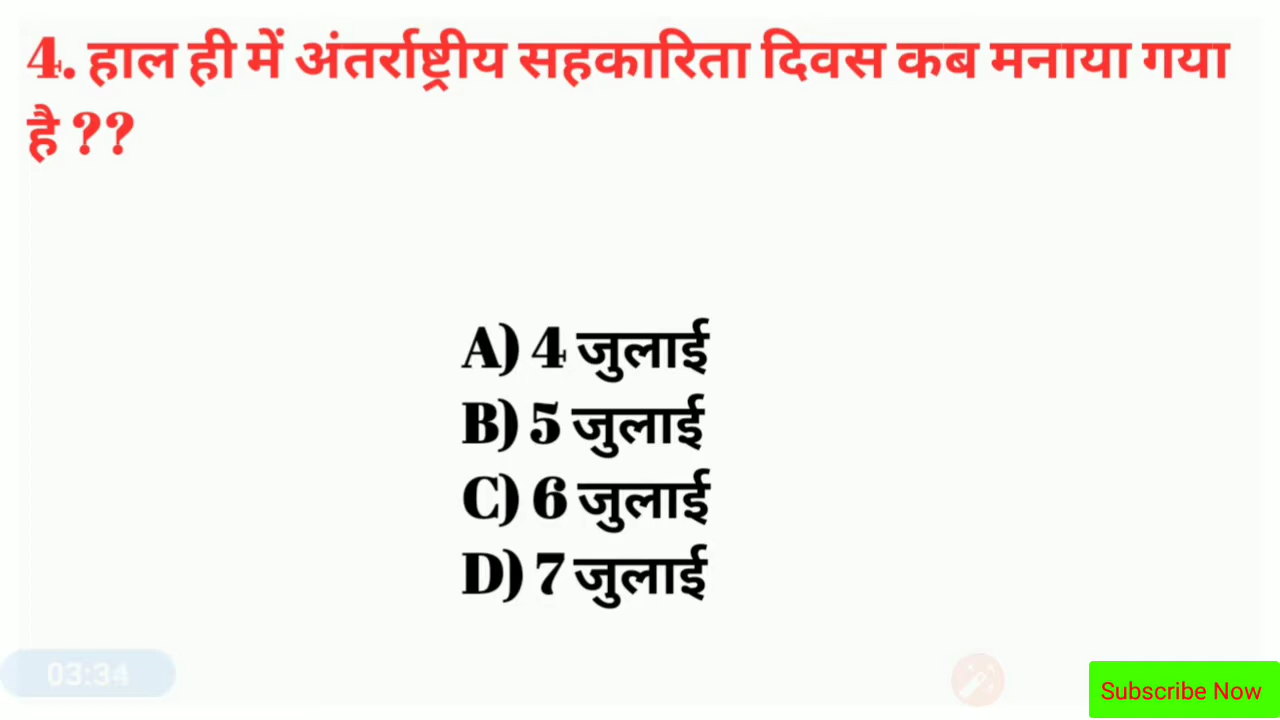 4. हाल ही में अंतर्राष्ट्रीय सहकारिता दिवस कब मनाया गया
है ??
A) 4 जुलाई
B) 5 जुलाई
C) 6 जुलाई
D) 7 जुलाई
03:34
Subscribe Now